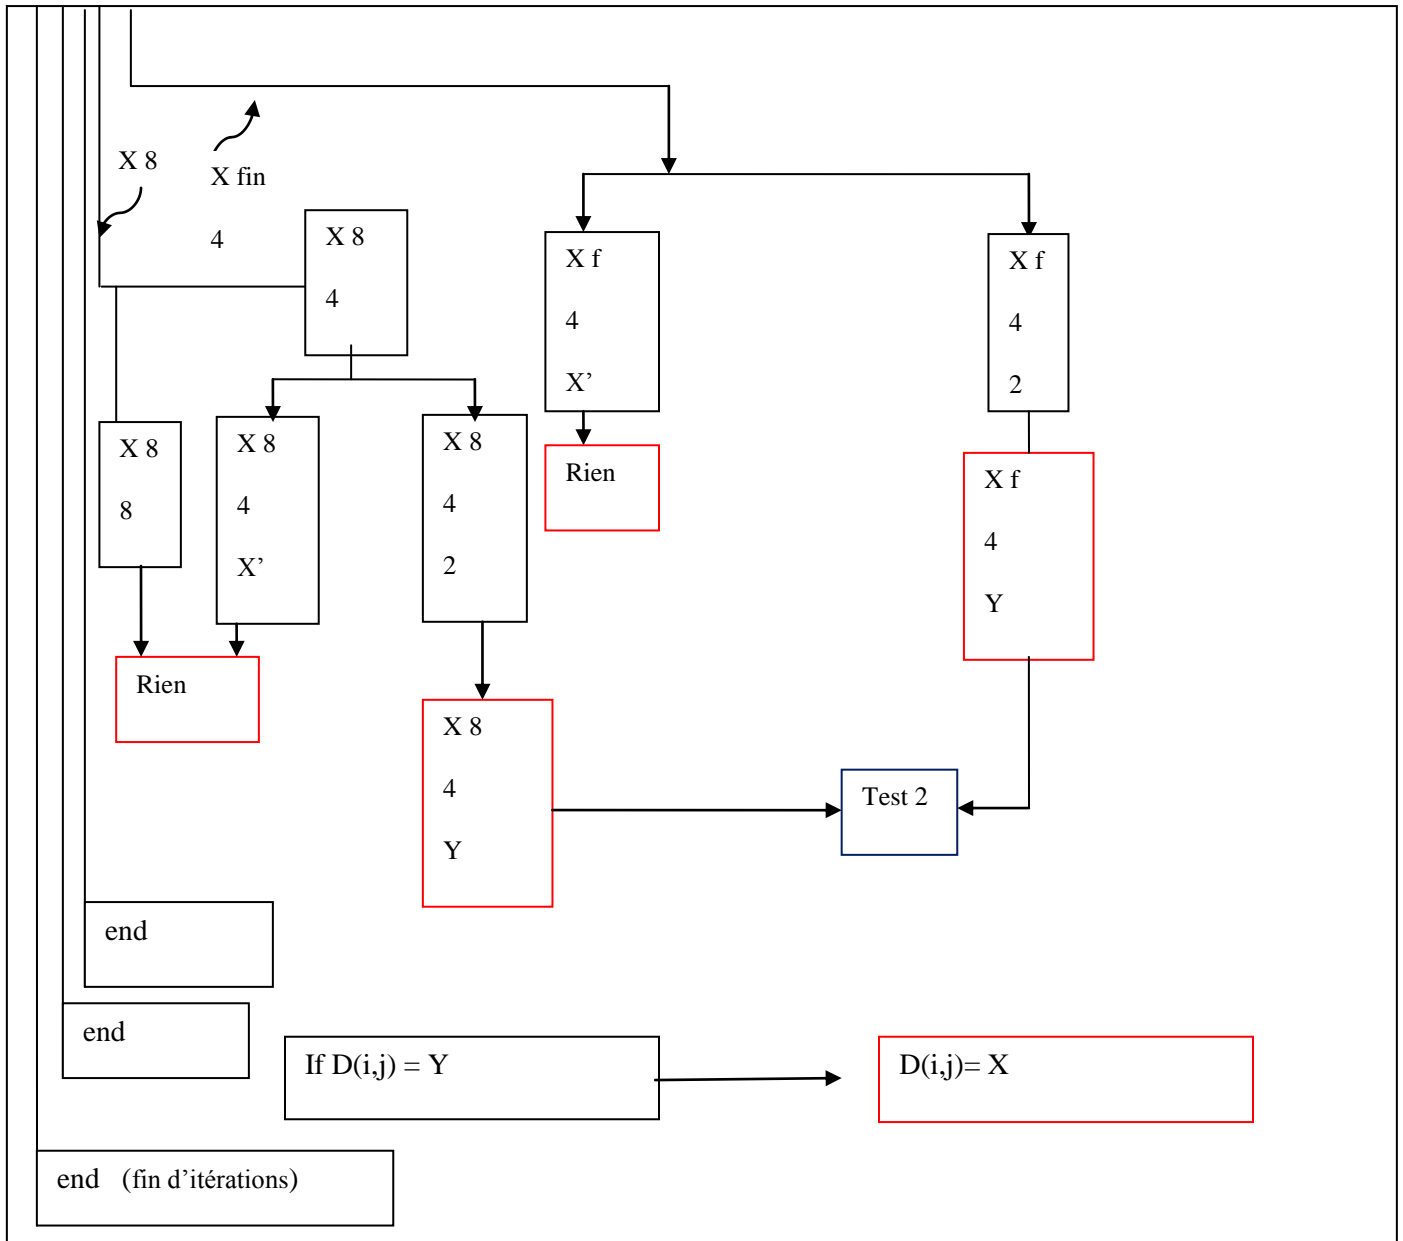 X 8
X fin
4
X 8
4
X f
4
X’
X f
4
2
X 8
8
X 8
4
X’
X 8
4
2
Rien
X f
4
Y
Rien
X 8
4
Y
Test 2
end
end
If D(i,j) = Y
D(i,j)= X
end (fin d’itérations)